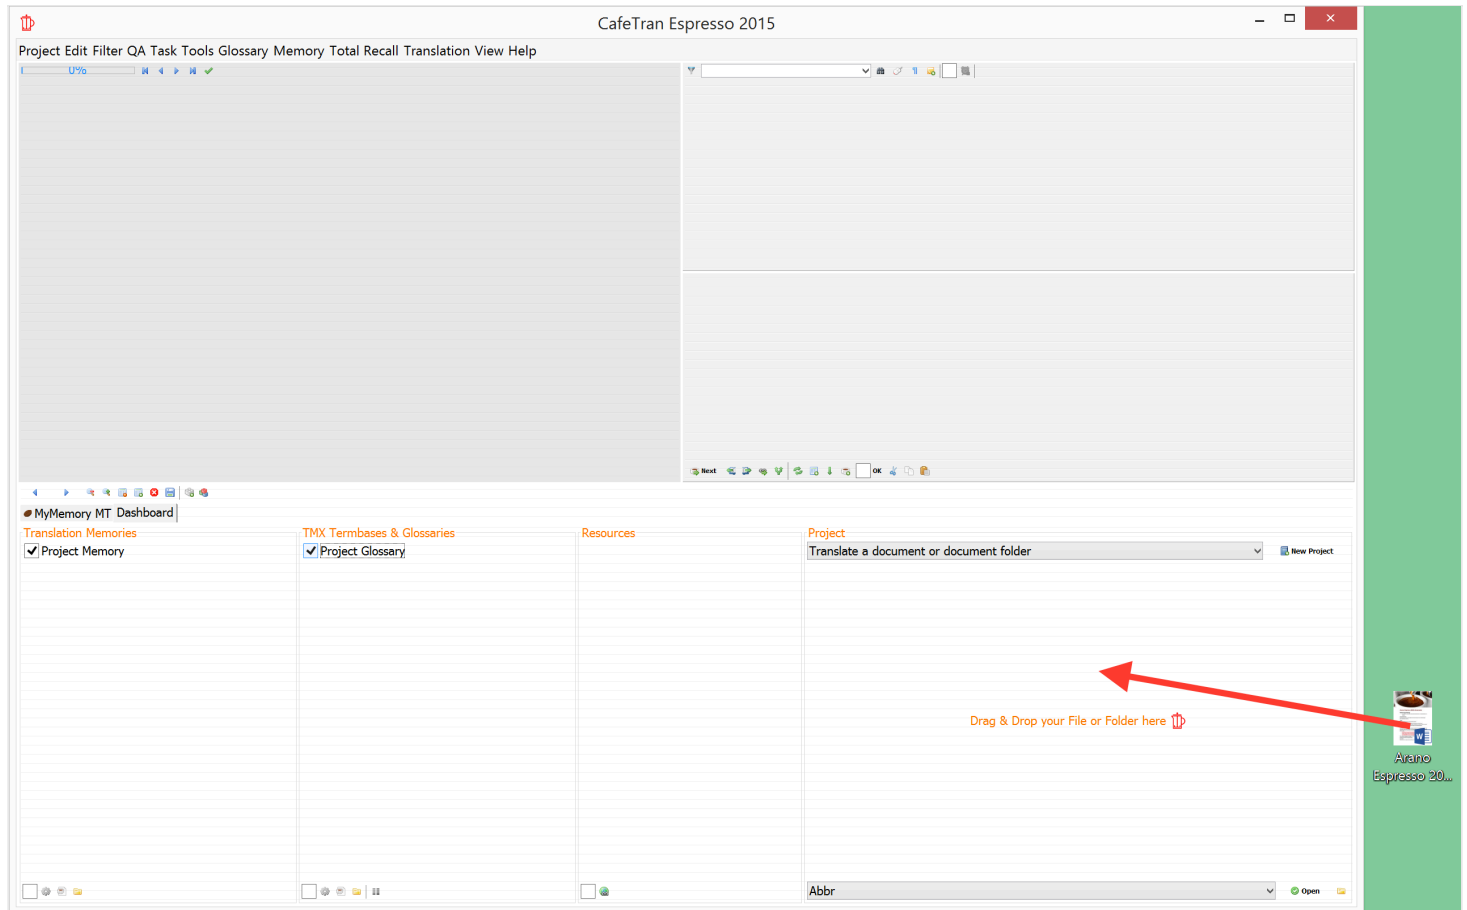 CafeTran Espresso 2015
Project Edit Filter QA Task Tools Glossary Memory Total Recall Translation View Help
0%
Next
OK
MyMemory MT Dashboard
Translation Memories
TMX Termbases & Glossaries
Resources
Project
Project Memory
Project Glossary
Translate a document or document folder
New Project
Drag & Drop your File or Folder here
W
Arano
Espresso 20...
Abbr
Open